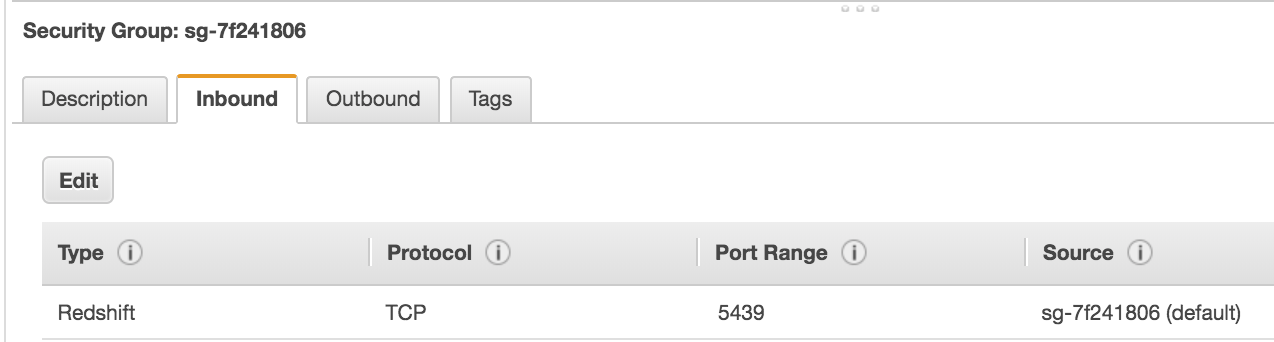 Security Group: sg-7f241806
Description Inbound Outbound Tags
Edit
Type Protocol Port Range Source
Redshift TCP 5439 sg-7f241806 (default)